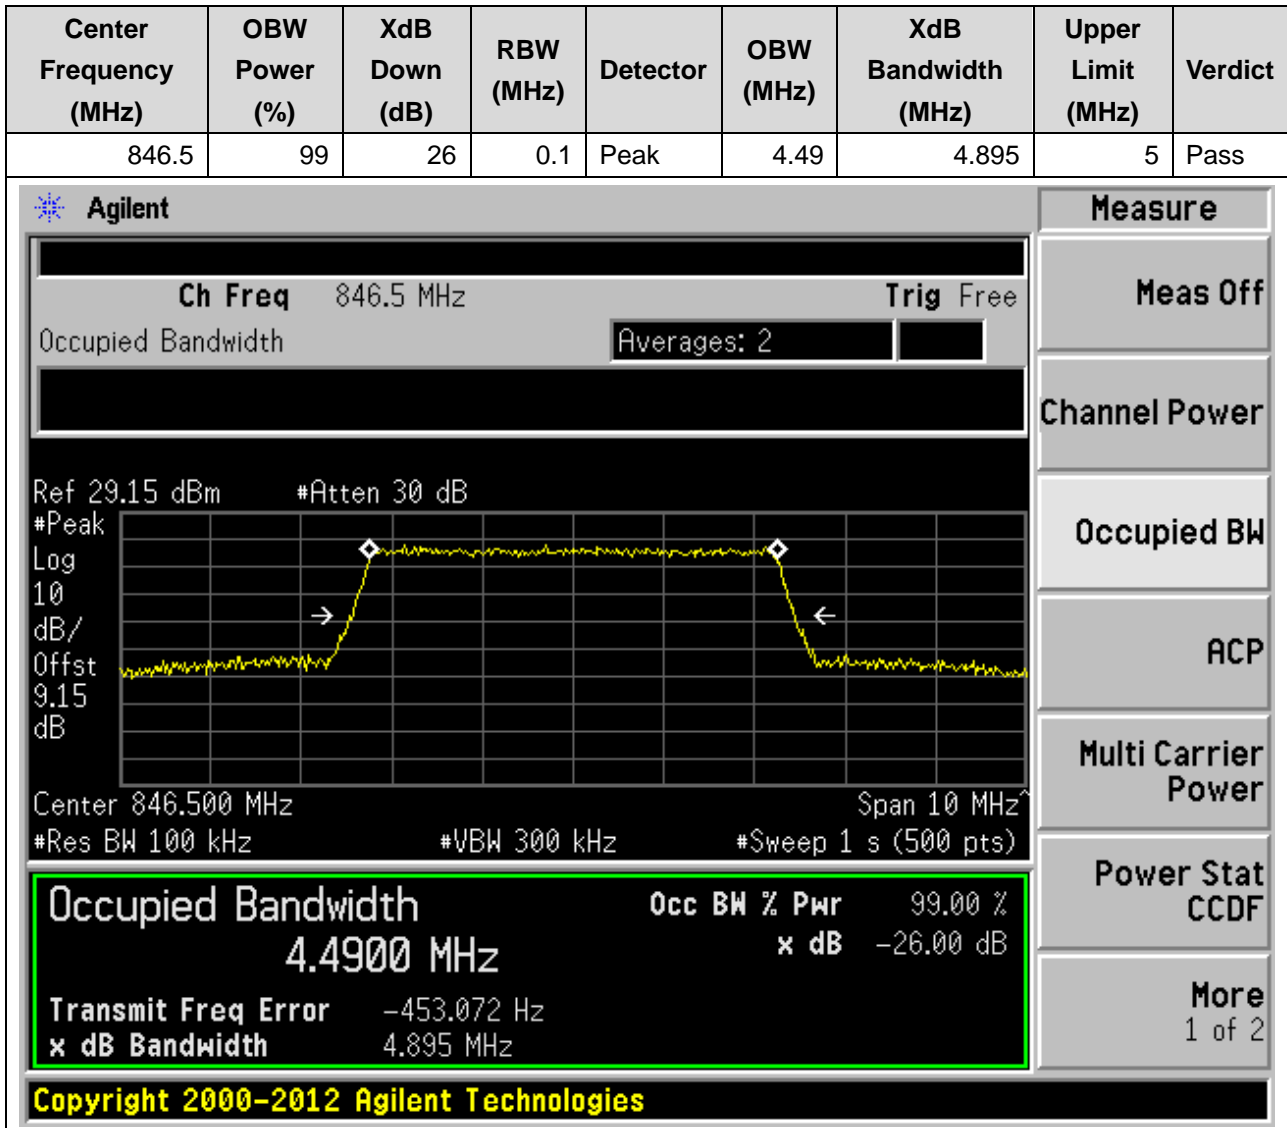 Center Frequency (MHz) OBW Power (%) XdB Down (dB) RBW (MHz) Detector OBW (MHz) XdB Bandwidth (MHz) Upper Limit (MHz) Verdict
846.5 99 26 0.1 Peak 4.49 4.895 5 Pass
Agilent
Measure
Ch Freq 846.5 MHz Trig Free
Occupied Bandwidth Averages: 2
Ref 29.15 dBm #Atten 30 dB
#Peak
Log
10
dB/
Offst
9.15
dB
Center 846.500 MHz Span 10 MHz^
#Res BW 100 kHz #VBW 300 kHz #Sweep 1 s (500 pts)
Occupied Bandwidth Occ BW % Pwr 99.00 %
4.4900 MHz x dB -26.00 dB
Transmit Freq Error -453.072 Hz
x dB Bandwidth 4.895 MHz
Meas Off
Channel Power
Occupied BW
ACP
Multi Carrier
Power
Power Stat
CCDF
More
1 of 2
Copyright 2000-2012 Agilent Technologies